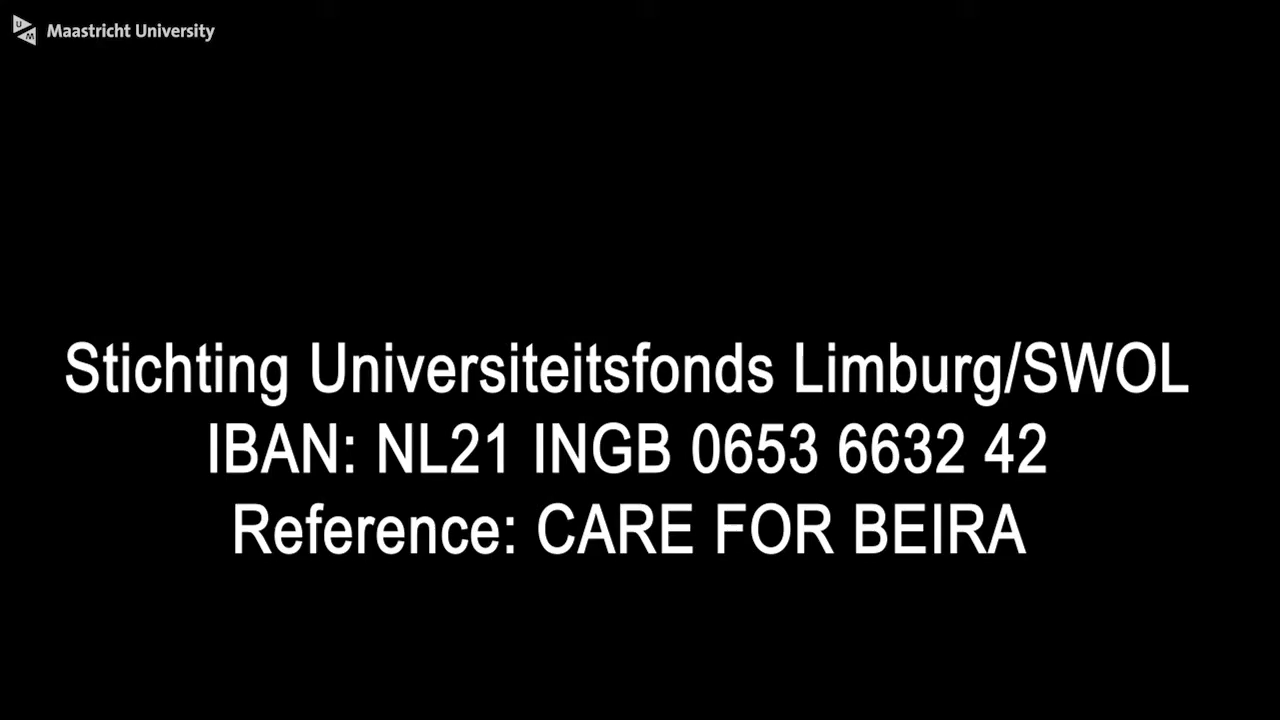 Maastricht University
Stichting Universiteitsfonds Limburg/SWOL
IBAN: NL21 INGB 0653 6632 42
Reference: CARE FOR BEIRA